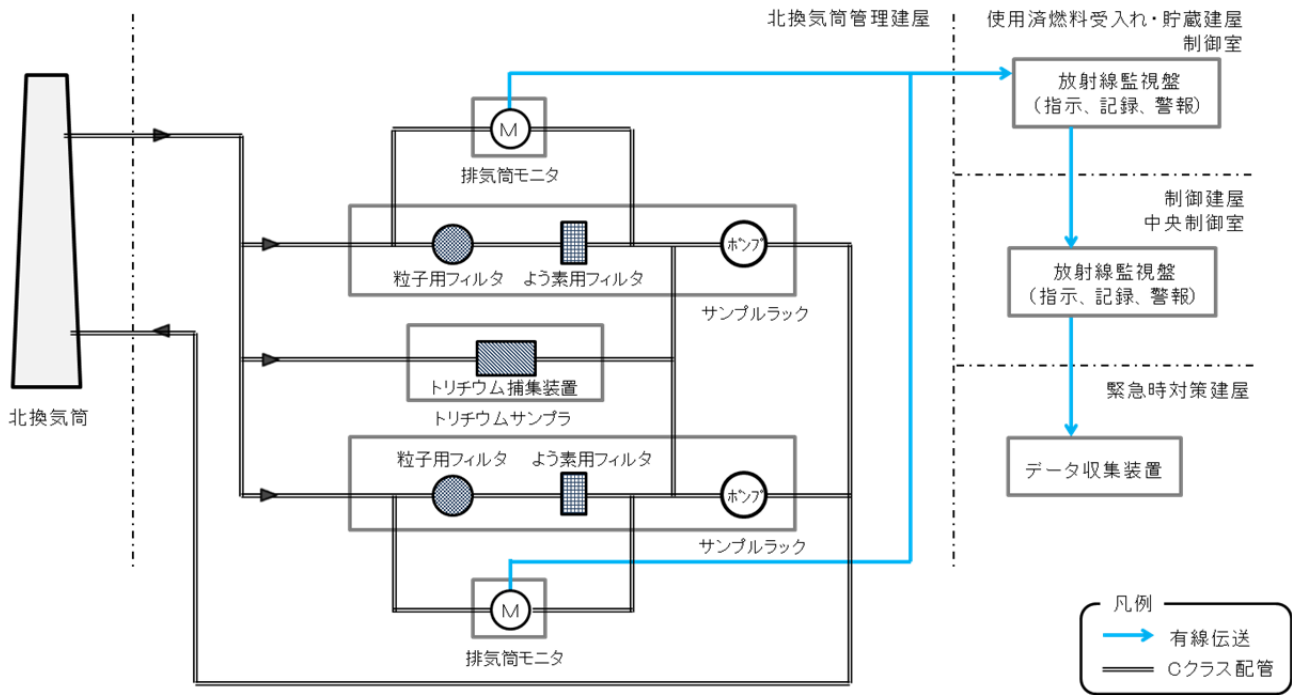 北換気筒管理建屋
使用済燃料受入れ・貯蔵建屋
制御室
放射線監視盤
(指示、記録、警報)
M
排気筒モニタ
制御建屋
中央制御室
ポンプ
粒子用フィルタ
よう素用フィルタ
サンプルラック
放射線監視盤
(指示、記録、警報)
トリチウム捕集装置
トリチウムサンプラ
緊急時対策建屋
北換気筒
粒子用フィルタ
よう素用フィルタ
データ収集装置
ポンプ
サンプルラック
M
排気筒モニタ
凡例
有線伝送
Cクラス配管